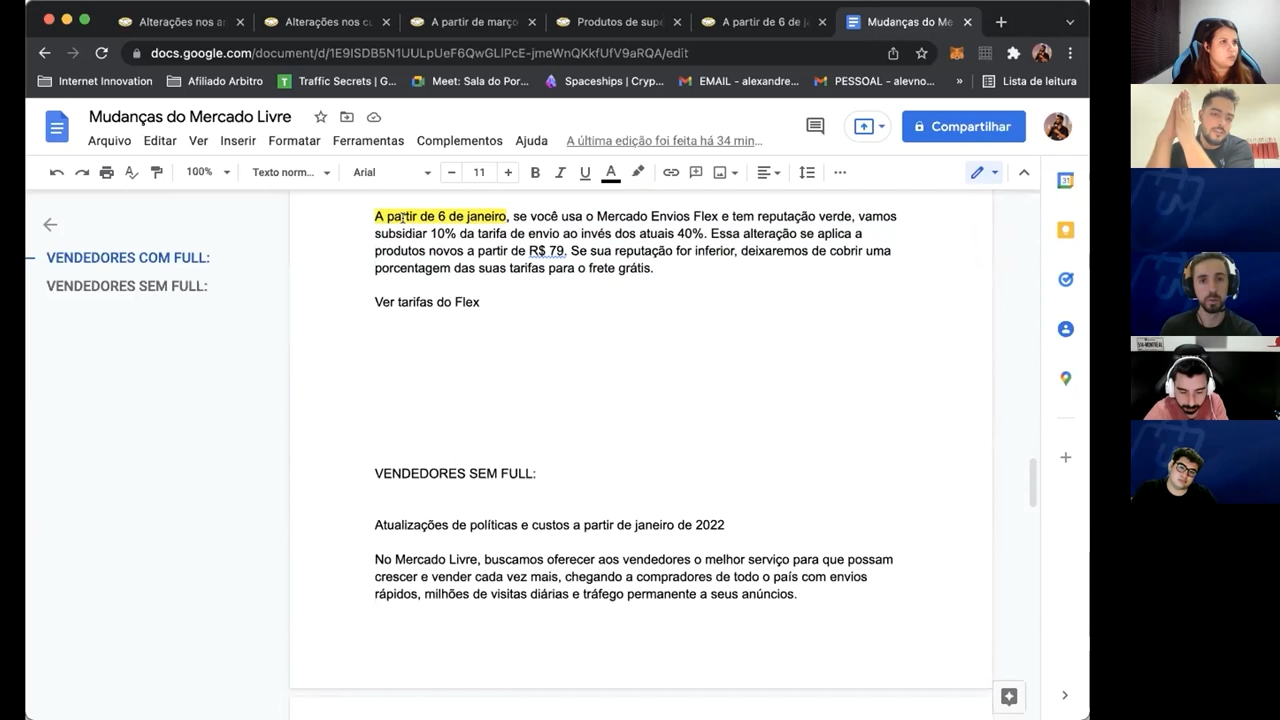 Alterações nos a
Alterações nos c
A partir de março
Produtos de supe
A partir de 6 de j
Mudanças do Me
docs.google.com/document/d/1E9ISDB5N1UULpUeF6QwGLIPcE-jmeWnQKkfUfV9aRQA/edit
Internet Innovation
Afiliado Arbitro
Traffic Secrets | G...
Meet: Sala do Por...
Spaceships | Cryp...
EMAIL - alexandre...
PESSOAL - alevno...
»
Lista de leitura
Mudanças do Mercado Livre
Compartilhar
Arquivo Editar Ver Inserir Formatar Ferramentas Complementos Ajuda
A última edição foi feita há 34 min...
100%
Texto norm...
Arial
11
B I U A
31
VENDEDORES COM FULL:
VENDEDORES SEM FULL:
A partir de 6 de janeiro, se você usa o Mercado Envios Flex e tem reputação verde, vamos
subsidiar 10% da tarifa de envio ao invés dos atuais 40%. Essa alteração se aplica a
produtos novos a partir de R$ 79. Se sua reputação for inferior, deixaremos de cobrir uma
porcentagem das suas tarifas para o frete grátis.
Ver tarifas do Flex
VENDEDORES SEM FULL:
Atualizações de políticas e custos a partir de janeiro de 2022
No Mercado Livre, buscamos oferecer aos vendedores o melhor serviço para que possam
crescer e vender cada vez mais, chegando a compradores de todo o país com envios
rápidos, milhões de visitas diárias e tráfego permanente a seus anúncios.